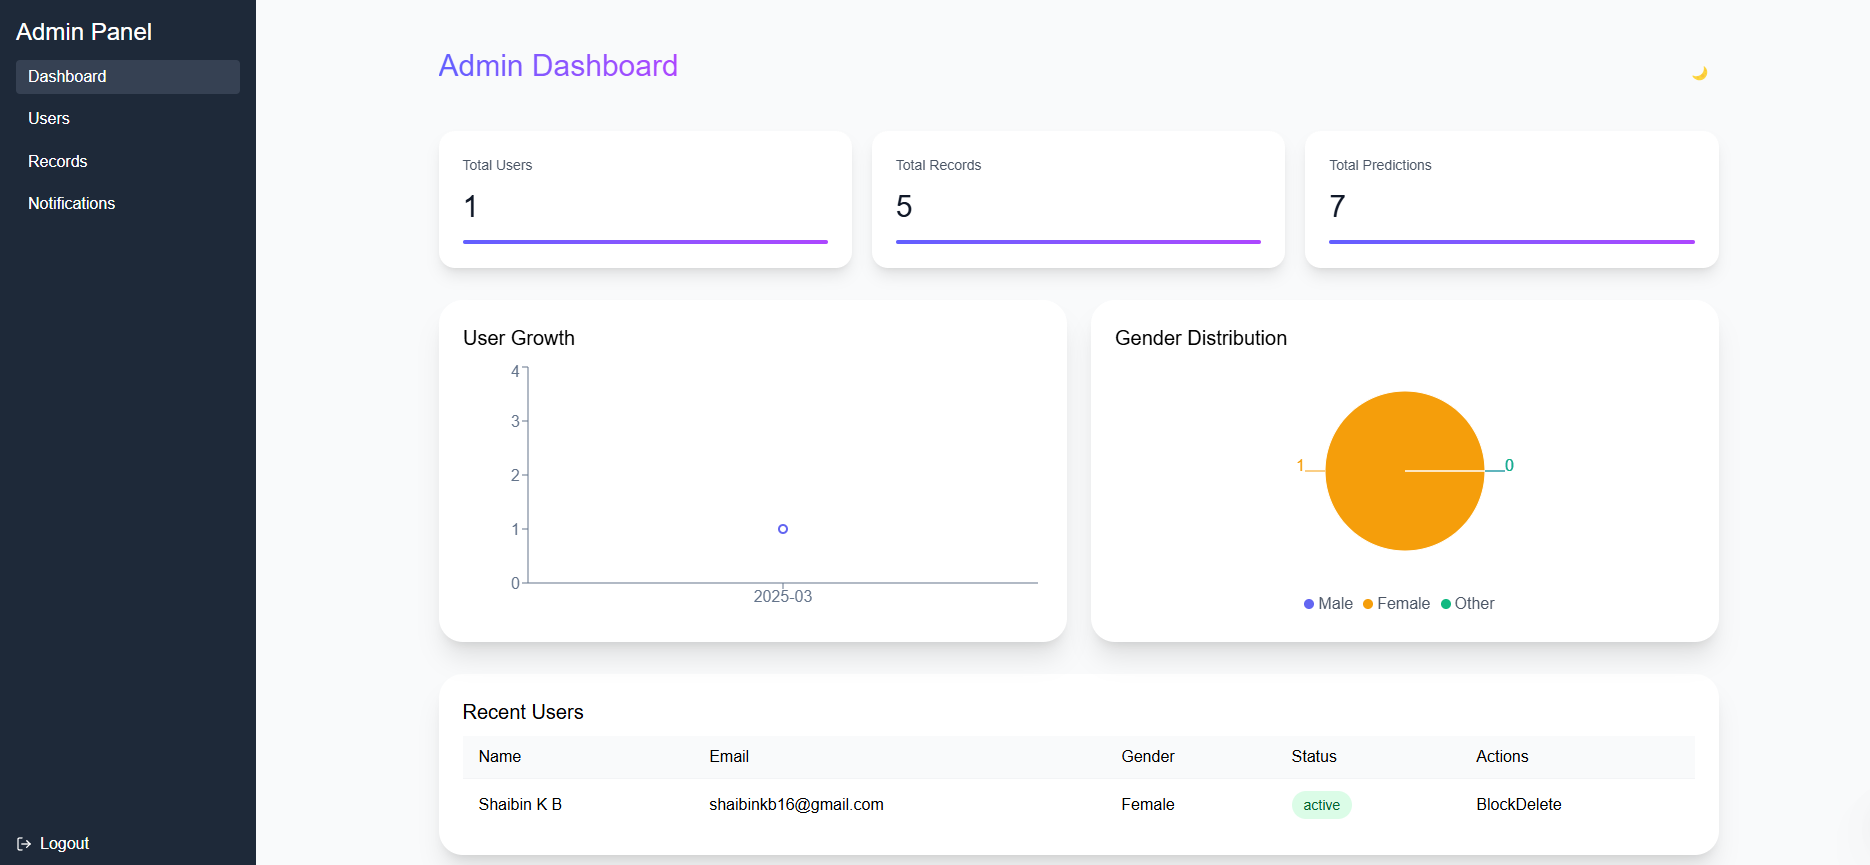 Admin Panel
Dashboard
Users
Records
Notifications
Logout
Admin Dashboard
Total Users
1
Total Records
5
Total Predictions
7
User Growth
4
3
2
1
0
2025-03
Gender Distribution
1
0
Male Female Other
Recent Users
Name Email Gender Status Actions
Shaibin K B shaibinkb16@gmail.com Female active BlockDelete